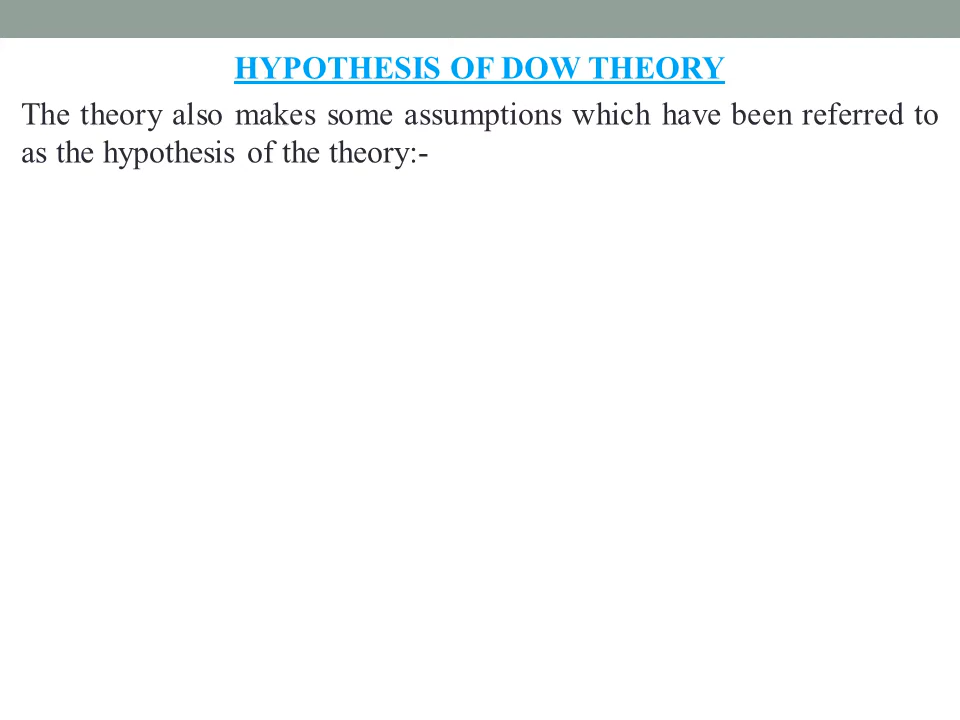 HYPOTHESIS OF DOW THEORY
The theory also makes some assumptions which have been referred to
as the hypothesis of the theory:-